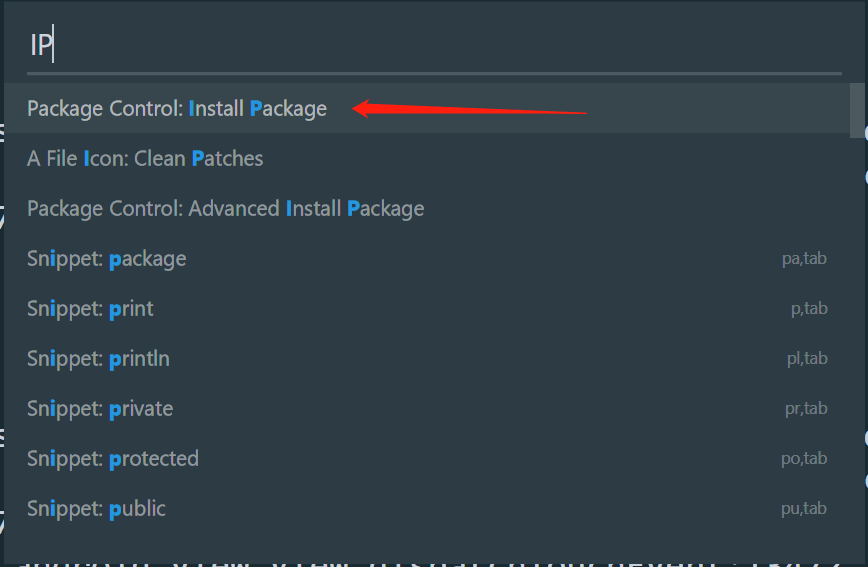 IP
Package Control: Install Package
A File Icon: Clean Patches
Package Control: Advanced Install Package
Snippet: package pa,tab
Snippet: print p,tab
Snippet: println pl,tab
Snippet: private pr,tab
Snippet: protected po,tab
Snippet: public pu,tab